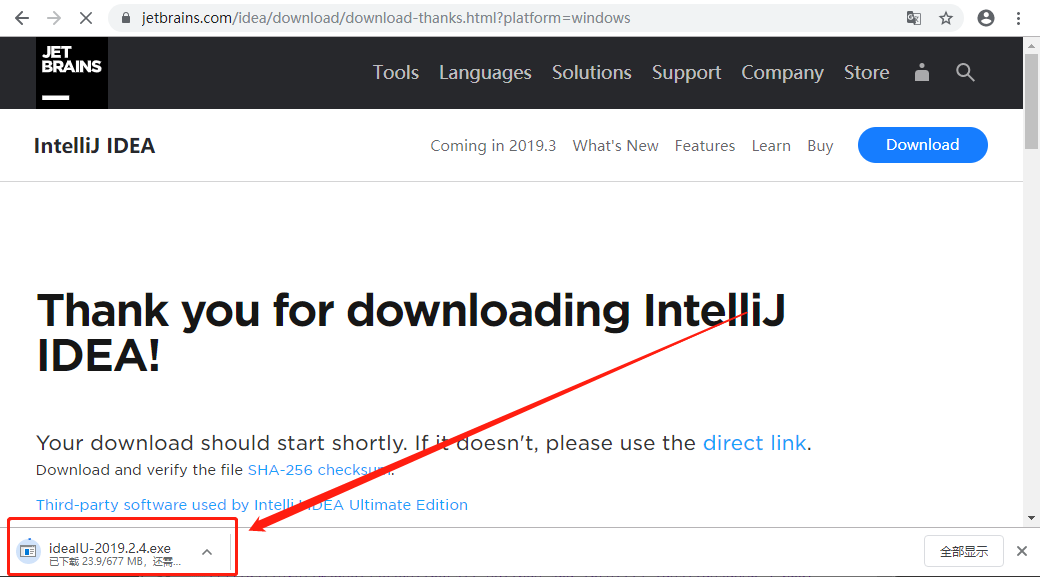 jetbrains.com/idea/download/download-thanks.html?platform=windows
JET
BRAINS
Tools Languages Solutions Support Company Store
IntelliJ IDEA Coming in 2019.3 What's New Features Learn Buy Download
Thank you for downloading IntelliJ
IDEA!
Your download should start shortly. If it doesn't, please use the direct link.
Download and verify the file SHA-256 checksum.
Third-party software used by IntelliJ IDEA Ultimate Edition
ideaIU-2019.2.4.exe
已下载 23.9/677 MB，还需...
全部显示